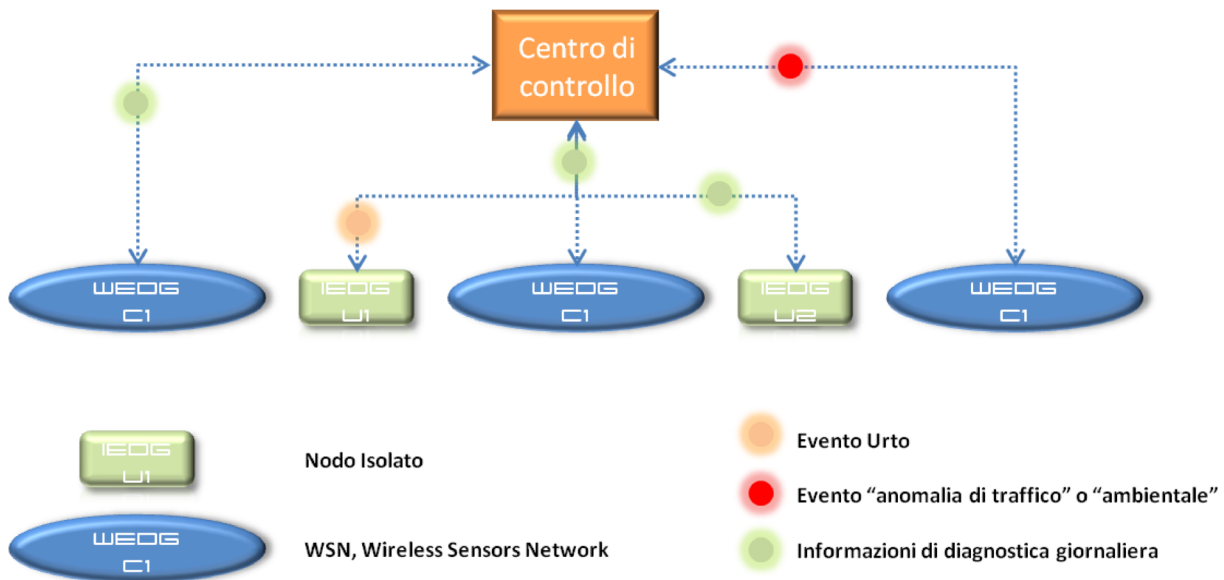 Centro di
controllo
WEDG
C1
IEDG
U1
WEDG
C1
IEDG
U2
WEDG
C1
IEDG
U1
Nodo Isolato
WEDG
C1
WSN, Wireless Sensors Network
Evento Urto
Evento “anomalia di traffico” o “ambientale”
Informazioni di diagnostica giornaliera